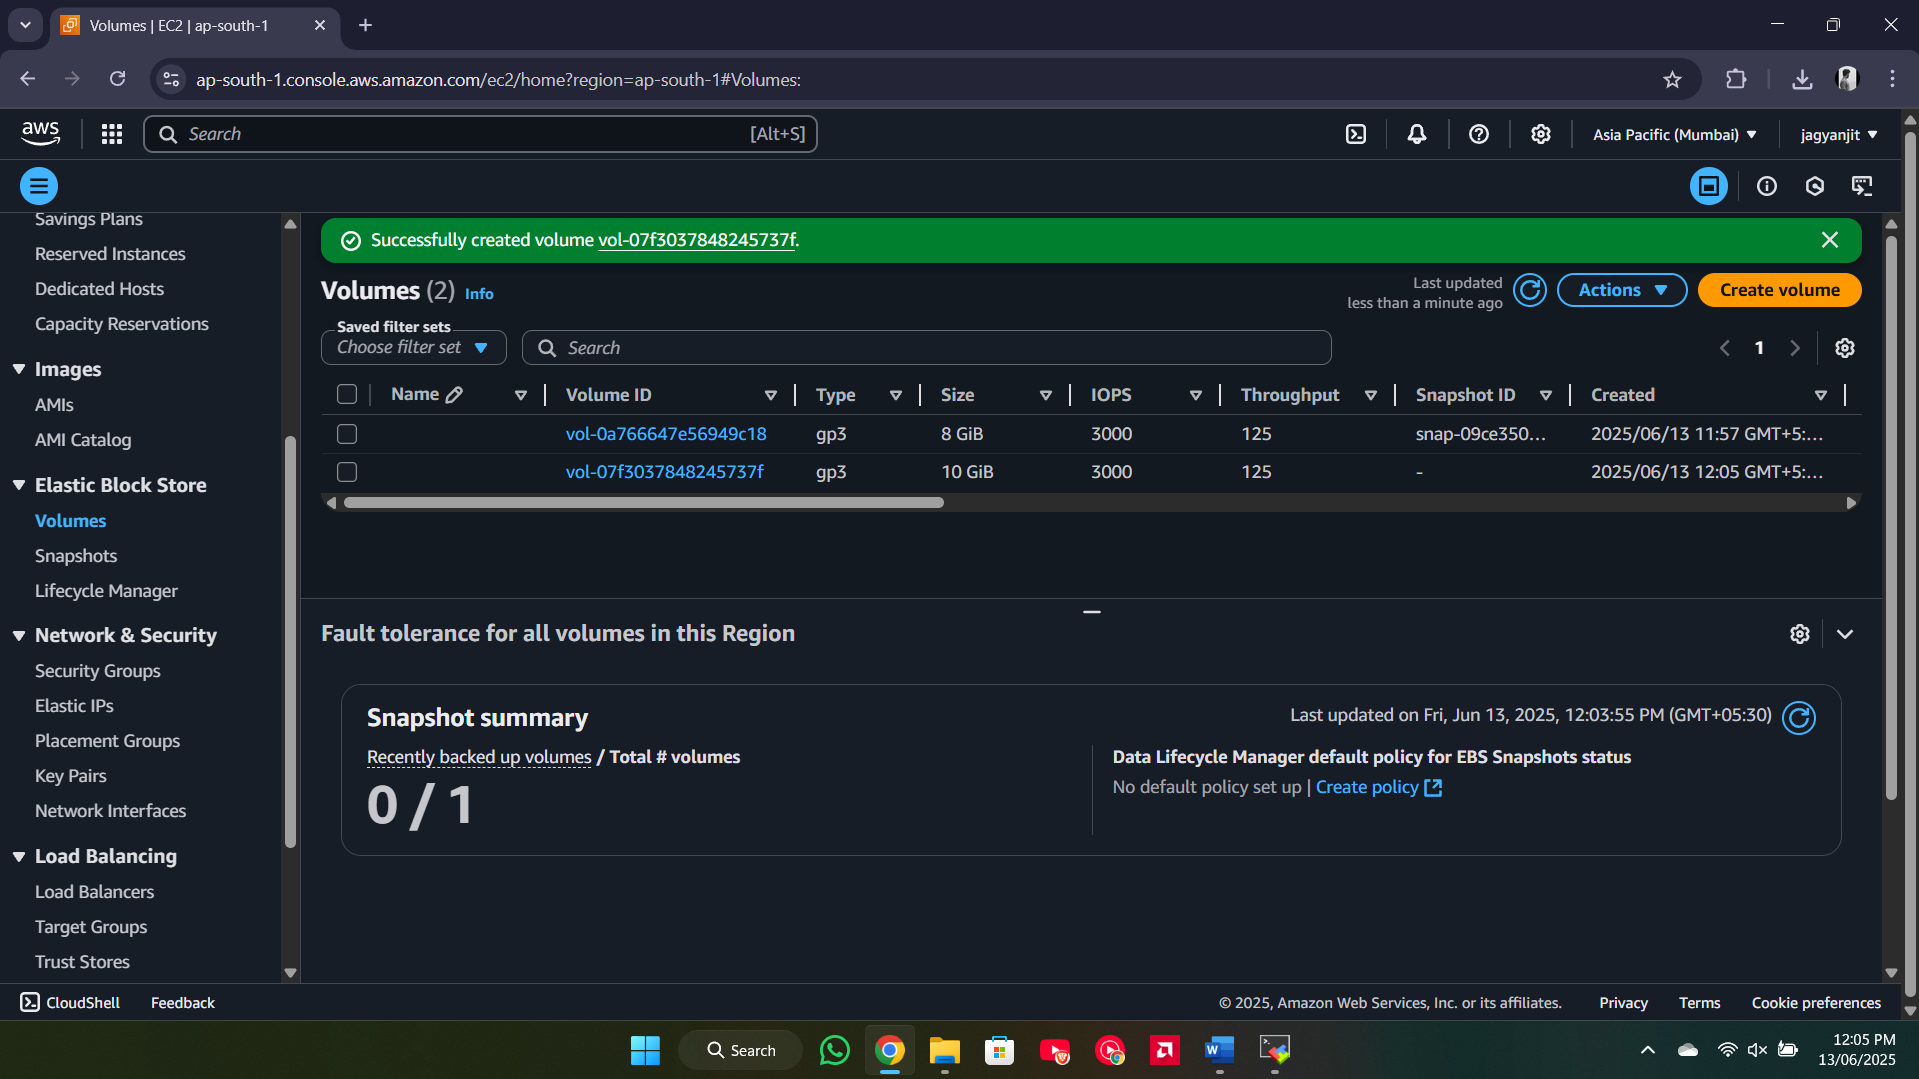 Volumes | EC2 | ap-south-1
ap-south-1.console.aws.amazon.com/ec2/home?region=ap-south-1#Volumes:
aws
Search
[Alt+S]
Asia Pacific (Mumbai)
jagyanjit
Savings Plans
Reserved Instances
Dedicated Hosts
Capacity Reservations
Images
AMIs
AMI Catalog
Elastic Block Store
Volumes
Snapshots
Lifecycle Manager
Network & Security
Security Groups
Elastic IPs
Placement Groups
Key Pairs
Network Interfaces
Load Balancing
Load Balancers
Target Groups
Trust Stores
Successfully created volume vol-07f3037848245737f.
Volumes (2) Info
Last updated
less than a minute ago
Actions
Create volume
Saved filter sets
Choose filter set
Search
1
Name Volume ID Type Size IOPS Throughput Snapshot ID Created
vol-0a766647e56949c18 gp3 8 GiB 3000 125 snap-09ce350... 2025/06/13 11:57 GMT+5:...
vol-07f3037848245737f gp3 10 GiB 3000 125 - 2025/06/13 12:05 GMT+5:...
Fault tolerance for all volumes in this Region
Snapshot summary
Last updated on Fri, Jun 13, 2025, 12:03:55 PM (GMT+05:30)
Recently backed up volumes / Total # volumes
0 / 1
Data Lifecycle Manager default policy for EBS Snapshots status
No default policy set up | Create policy
CloudShell
Feedback
© 2025, Amazon Web Services, Inc. or its affiliates.
Privacy
Terms
Cookie preferences
Search
12:05 PM
13/06/2025